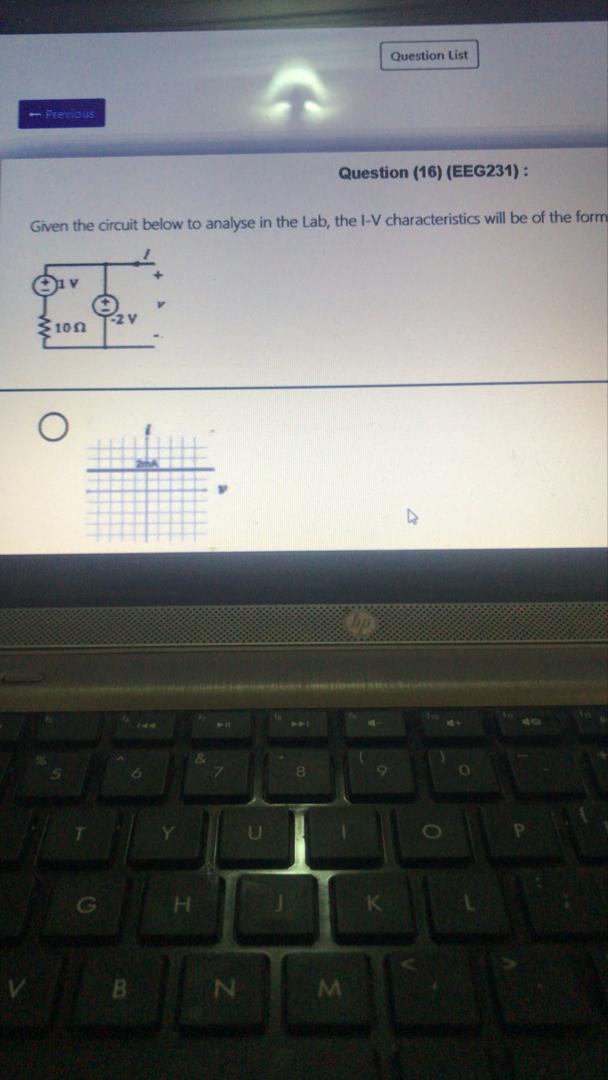 Question List
← Previous
Question (16) (EEG231) :
Given the circuit below to analyse in the Lab, the I-V characteristics will be of the form
I
+
1 V
v
-2 V
10 Ω
-
I
2mA
v
hp
% 5
^ 6
& 7
* 8
( 9
) 0
T Y U I O P
G H J K L
V B N M < >